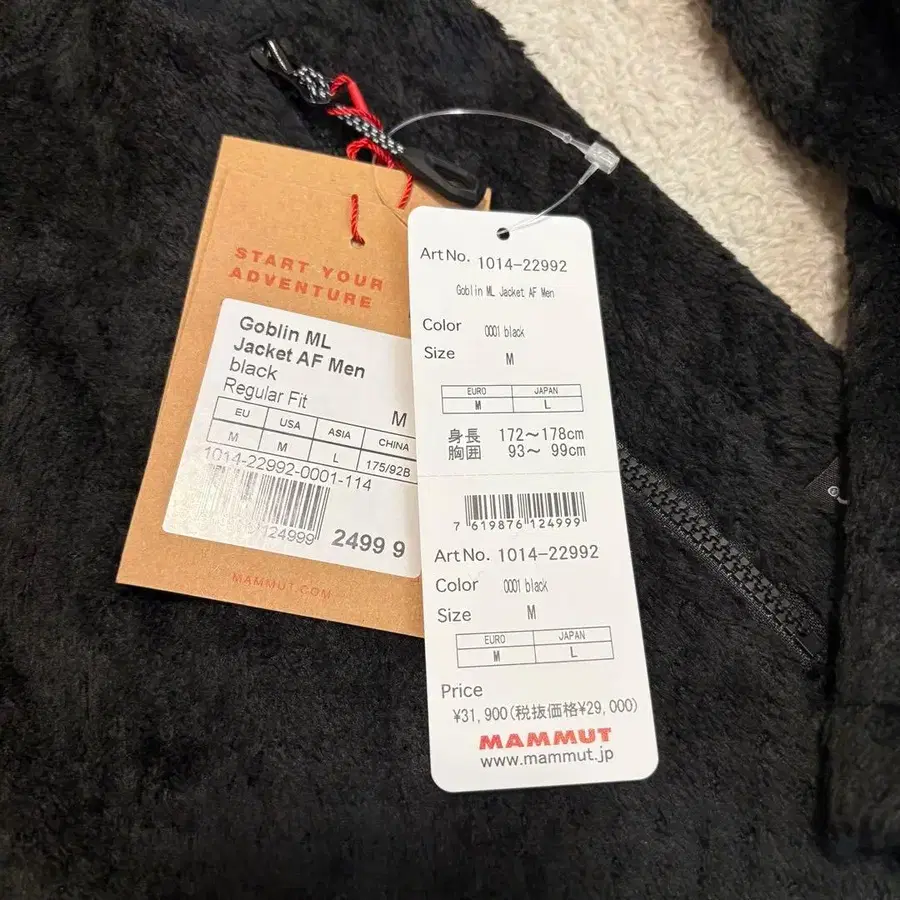 START YOUR
ADVENTURE
Goblin ML
Jacket AF Men
black
Regular Fit M
EU USA ASIA CHINA
M M L 175/92B
1014-22992-0001-114
124999 2499 9
MAMMUT.COM
Art No. 1014-22992
Goblin ML Jacket AF Men
Color 0001 black
Size M
EURO JAPAN
M L
身長 172～178cm
胸囲 93～ 99cm
7 619876 124999
Art No. 1014-22992
Color 0001 black
Size M
EURO JAPAN
M L
Price
¥31,900(税抜価格¥29,000)
MAMMUT
www.mammut.jp